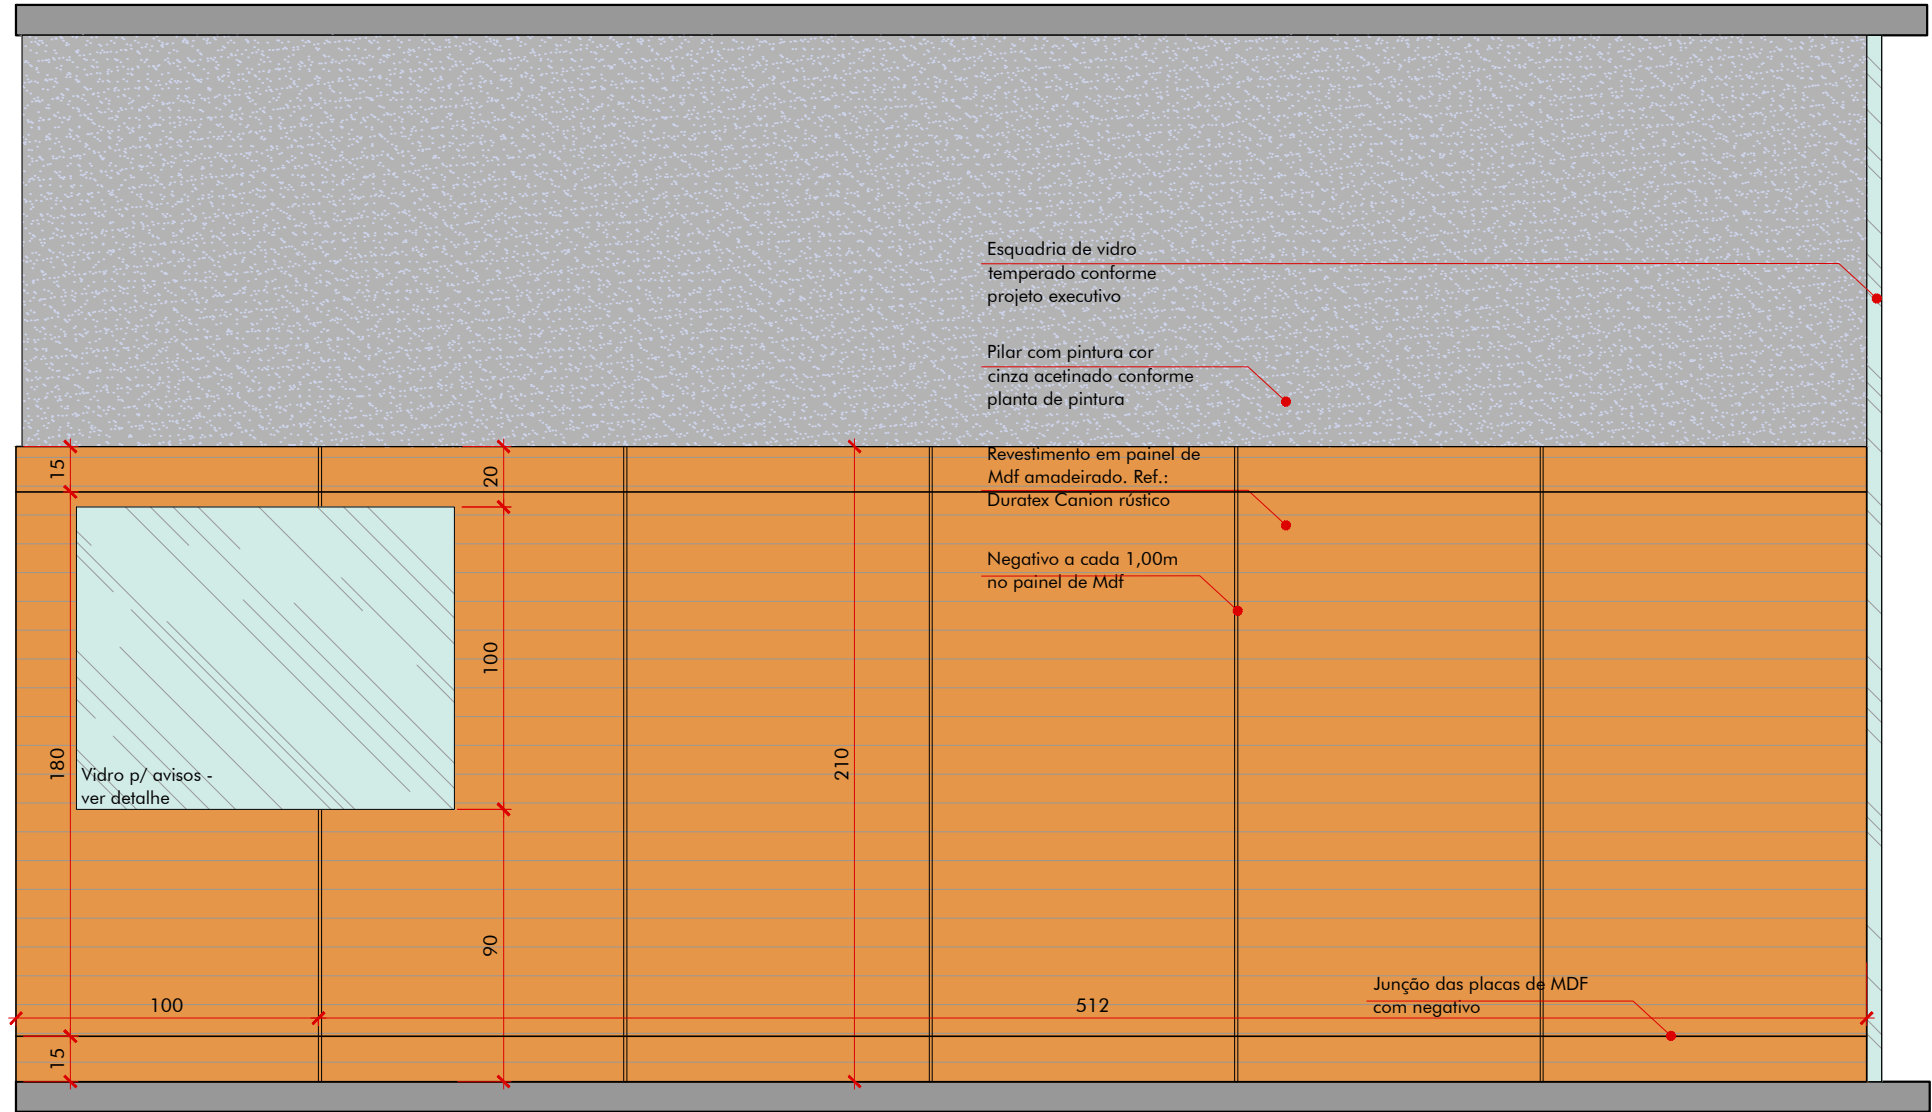 Esquadria de vidro
temperado conforme
projeto executivo
Pilar com pintura cor
cinza acetinado conforme
planta de pintura
15
20
Revestimento em painel de
Mdf amadeirado. Ref.:
Duratex Canion rústico
Negativo a cada 1,00m
no painel de Mdf
100
180
210
Vidro p/ avisos -
ver detalhe
90
100
512
Junção das placas de MDF
com negativo
15